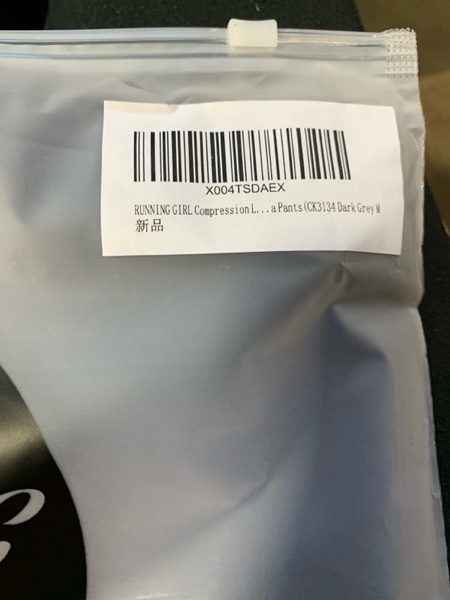 X004TSDAEX
RUNNING GIRL Compression L...a Pants(CK3134 Dark Grey M
新品